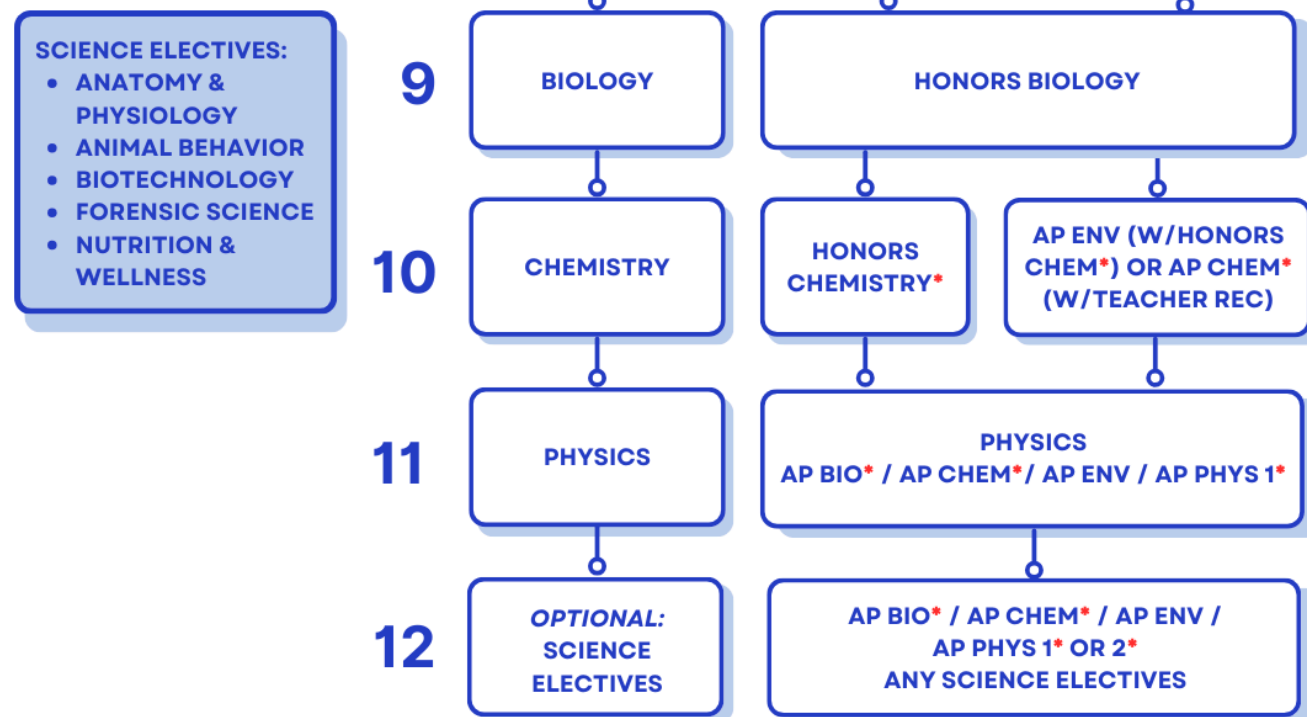 SCIENCE ELECTIVES:
• ANATOMY &
PHYSIOLOGY
• ANIMAL BEHAVIOR
• BIOTECHNOLOGY
• FORENSIC SCIENCE
• NUTRITION &
WELLNESS
9
BIOLOGY
HONORS BIOLOGY
10
CHEMISTRY
HONORS
CHEMISTRY*
AP ENV (W/HONORS
CHEM*) OR AP CHEM*
(W/TEACHER REC)
11
PHYSICS
PHYSICS
AP BIO* / AP CHEM*/ AP ENV / AP PHYS 1*
12
OPTIONAL:
SCIENCE
ELECTIVES
AP BIO* / AP CHEM* / AP ENV /
AP PHYS 1* OR 2*
ANY SCIENCE ELECTIVES